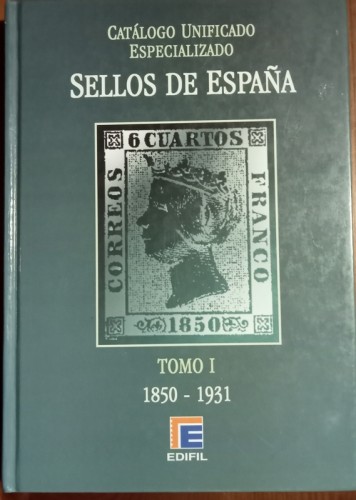 CATÁLOGO UNIFICADO
ESPECIALIZADO
SELLOS DE ESPAÑA
6 CUARTOS
CORREOS
FRANCO
1850
TOMO I
1850 - 1931
E
EDIFIL